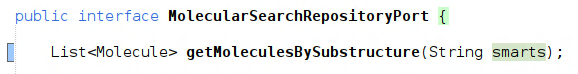 public interface MolecularSearchRepositoryPort {
List<Molecule> getMoleculesBySubstructure(String smarts);